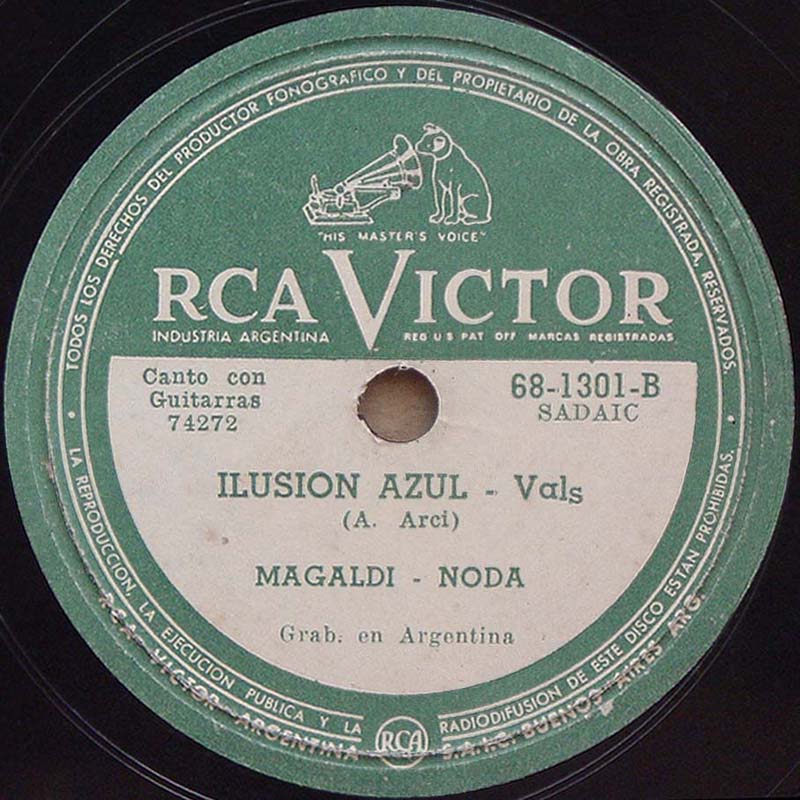 TODOS LOS DERECHOS DEL PRODUCTOR FONOGRAFICO Y DEL PROPIETARIO DE LA OBRA REGISTRADA, RESERVADOS.
"HIS MASTER'S VOICE"
RCA VICTOR
INDUSTRIA ARGENTINA
REG U S PAT OFF MARCAS REGISTRADAS
Canto con
Guitarras
74272
68-1301-B
SADAIC
ILUSION AZUL - Vals
(A. Arci)
MAGALDI - NODA
Grab. en Argentina
LA REPRODUCCION, LA EJECUCION PUBLICA Y LA RADIODIFUSION DE ESTE DISCO ESTAN PROHIBIDAS.
RCA - VICTOR - ARGENTINA S.A.I.C. BUENOS AIRES ARG.
RCA